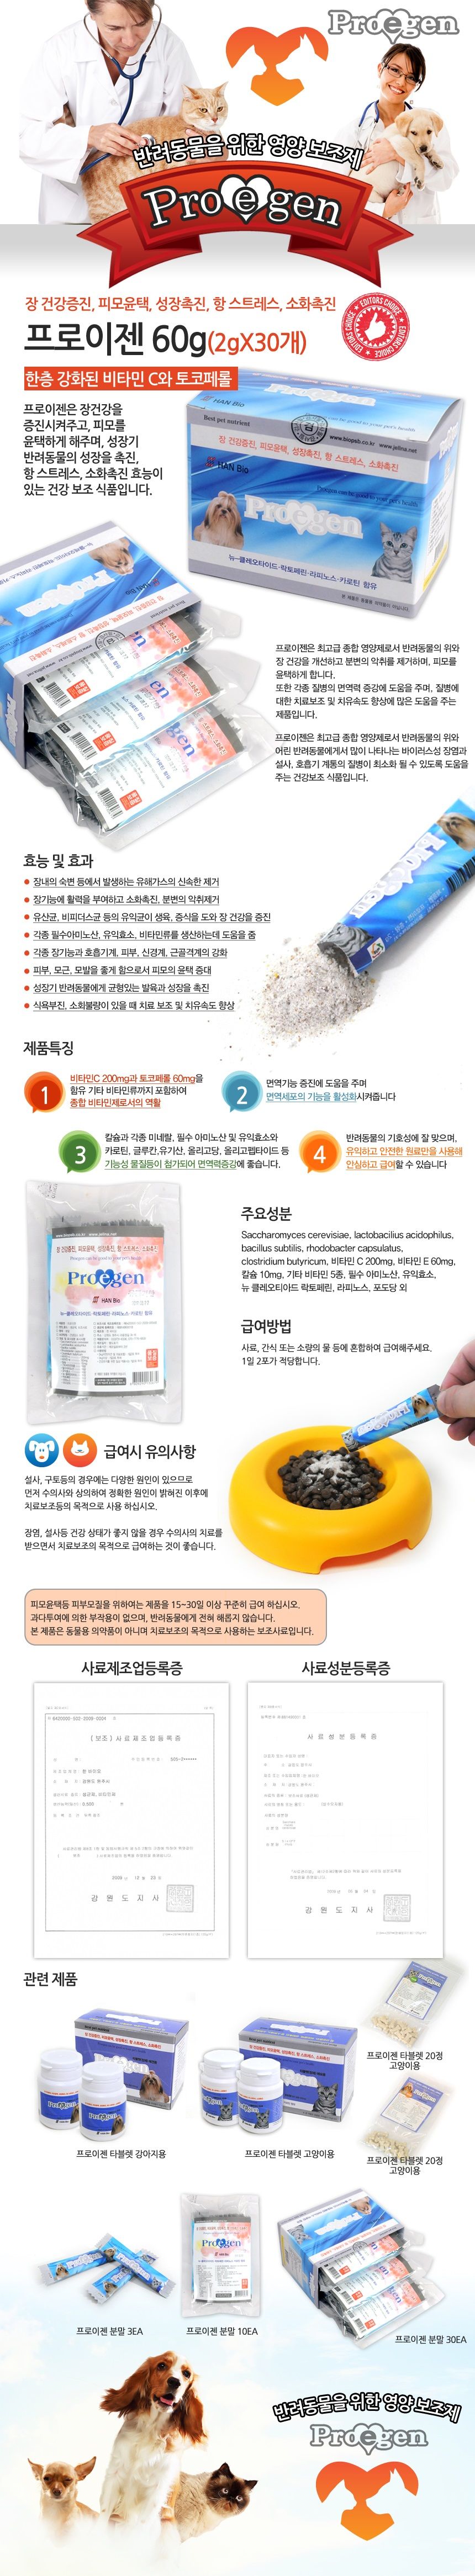 Proegen
반려동물을 위한 영양 보조제
Proegen
장 건강증진, 피모윤택, 성장촉진, 항 스트레스, 소화촉진
프로이젠 60g(2gX30개)
EDITORS CHOICE
한층 강화된 비타민 C와 토코페롤
프로이젠은 장건강을
증진시켜주고, 피모를
윤택하게 해주며, 성장기
반려동물의 성장을 촉진,
항 스트레스, 소화촉진 효능이
있는 건강 보조 식품입니다.
HAN Bio
Best pet nutrient
www.biopsb.co.kr www.jellna.net
장 건강증진, 피모윤택, 성장촉진, 항 스트레스, 소화촉진
HAN Bio
Proegen
뉴-클레오타이드·락토페린·라피노스·카로틴 함유
프로이젠은 최고급 종합 영양제로서 반려동물의 위와
장 건강을 개선하고 분변의 악취를 제거하며, 피모를
윤택하게 합니다.
또한 각종 질병의 면역력 증강에 도움을 주며, 질병에
대한 치료보조 및 치유속도 향상에 많은 도움을 주는
제품입니다.
프로이젠은 최고급 종합 영양제로서 반려동물의 위와
어린 반려동물에게서 많이 나타나는 바이러스성 장염과
설사, 호흡기 계통의 질병이 최소화 될 수 있도록 도움을
주는 건강보조 식품입니다.
효능 및 효과
장내의 숙변 등에서 발생하는 유해가스의 신속한 제거
장기능에 활력을 부여하고 소화촉진, 분변의 악취제거
유산균, 비피더스균 등의 유익균이 생육, 증식을 도와 장 건강을 증진
각종 필수아미노산, 유익효소, 비타민류를 생산하는데 도움을 줌
각종 장기능과 호흡기계, 피부, 신경계, 근골격계의 강화
피부, 모근, 모발을 좋게 함으로서 피모의 윤택 증대
성장기 반려동물에게 균형있는 발육과 성장을 촉진
식욕부진, 소회불량이 있을 때 치료 보조 및 치유속도 향상
제품특징
1
비타민C 200mg과 토코페롤 60mg을
함유 기타 비타민류까지 포함하여
종합 비타민제로서의 역활
2
면역기능 증진에 도움을 주며
면역세포의 기능을 활성화시켜줍니다
3
칼슘과 각종 미네랄, 필수 아미노산 및 유익효소와
카로틴, 글루칸,유기산, 올리고당, 올리고펩타이드 등
기능성 물질등이 첨가되어 면역력증강에 좋습니다.
4
반려동물의 기호성에 잘 맞으며,
유익하고 안전한 원료만을 사용해
안심하고 급여할 수 있습니다
Proegen
HAN Bio
주요성분
Saccharomyces cerevisiae, lactobacilius acidophilus,
bacillus subtilis, rhodobacter capsulatus,
clostridium butyricum, 비타민 C 200mg, 비타민 E 60mg,
칼슘 10mg, 기타 비타민 5종, 필수 아미노산, 유익효소,
뉴 클레오티이드 락토페린, 라피노스, 포도당 외
급여방법
사료, 간식 또는 소량의 물 등에 혼합하여 급여해주세요.
1일 2포가 적당합니다.
급여시 유의사항
설사, 구토등의 경우에는 다양한 원인이 있으므로
먼저 수의사와 상의하여 정확한 원인이 밝혀진 이후에
치료보조등의 목적으로 사용 하십시오.
장염, 설사등 건강 상태가 좋지 않을 경우 수의사의 치료를
받으면서 치료보조의 목적으로 급여하는 것이 좋습니다.
피모윤택등 피부모질을 위하여는 제품을 15~30일 이상 꾸준히 급여 하십시오.
과다투여에 의한 부작용이 없으며, 반려동물에게 전혀 해롭지 않습니다.
본 제품은 동물용 의약품이 아니며 치료보조의 목적으로 사용하는 보조사료입니다.
사료제조업등록증
사료성분등록증
[보조] 사료제조업등록증
사료성분등록증
강원도지사
강원도지사
관련 제품
프로이젠 타블렛 20정
고양이용
프로이젠 타블렛 강아지용
프로이젠 타블렛 고양이용
프로이젠 타블렛 20정
고양이용
프로이젠 분말 3EA
프로이젠 분말 10EA
프로이젠 분말 30EA
반려동물을 위한 영양 보조제
Proegen